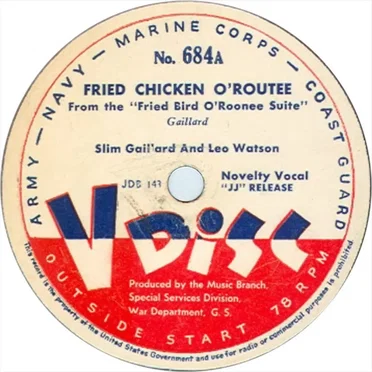 ARMY — NAVY — MARINE CORPS — COAST GUARD
No. 684A
FRIED CHICKEN O'ROUTEE
From the "Fried Bird O'Roonee Suite"
Gaillard
Slim Gaillard And Leo Watson
JDB 143
Novelty Vocal
"JJ" RELEASE
V DISC
Produced by the Music Branch,
Special Services Division,
War Department, G. S.
OUTSIDE START 78 RPM
This record is the property of the United States Government and use for radio or commercial purposes is prohibited.